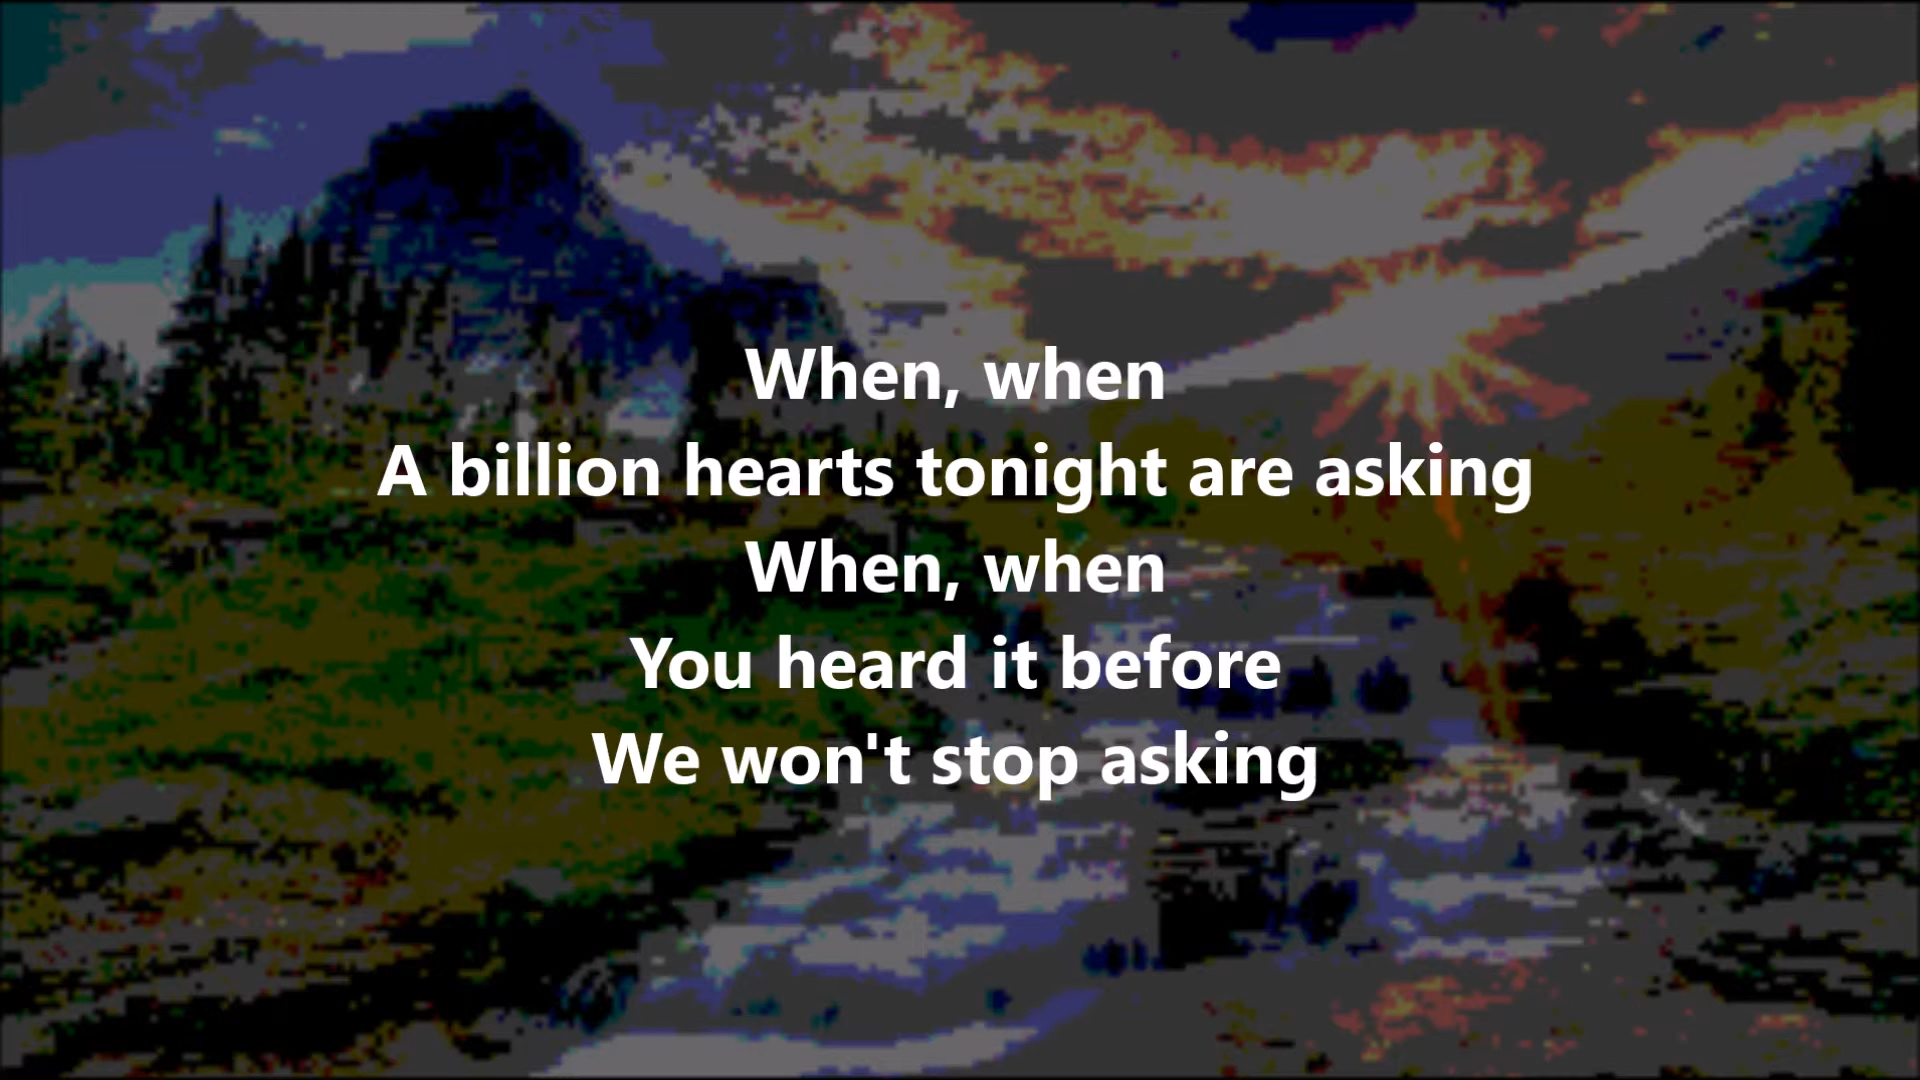 When, when
A billion hearts tonight are asking
When, when
You heard it before
We won't stop asking